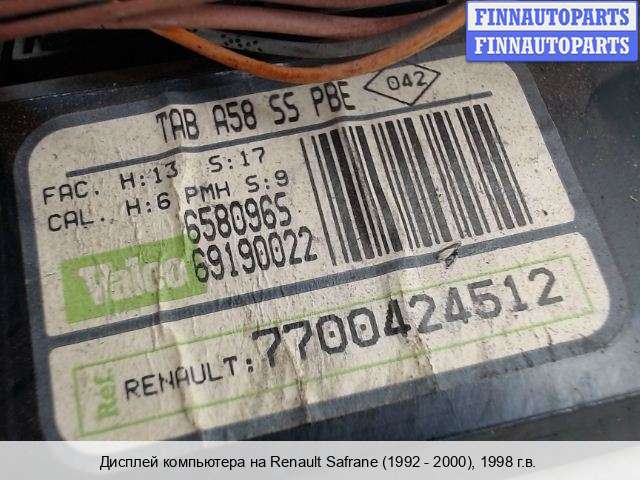 FINNAUTOPARTS
FINNAUTOPARTS
TAB A58 SS PBE
042
FAC. H:13 S:17
CAL. H:6 PMH S:9
6580965
69190022
Valeo
Réf.
RENAULT: 7700424512
Дисплей компьютера на Renault Safrane (1992 - 2000), 1998 г.в.